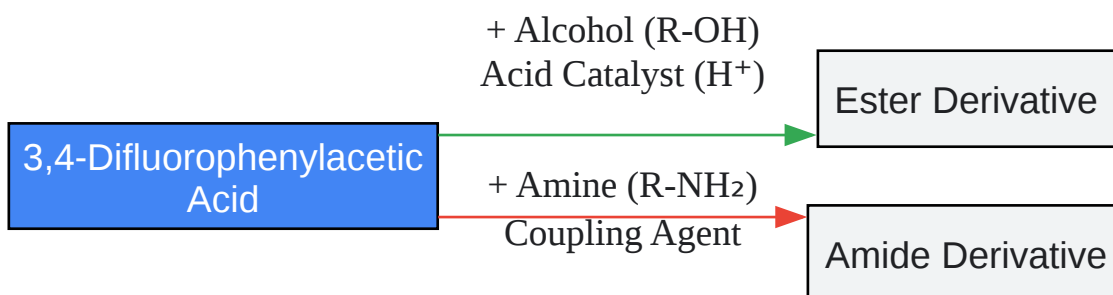 3,4-Difluorophenylacetic
Acid
+ Alcohol (R-OH)
Acid Catalyst (H⁺)
Ester Derivative
+ Amine (R-NH₂)
Coupling Agent
Amide Derivative